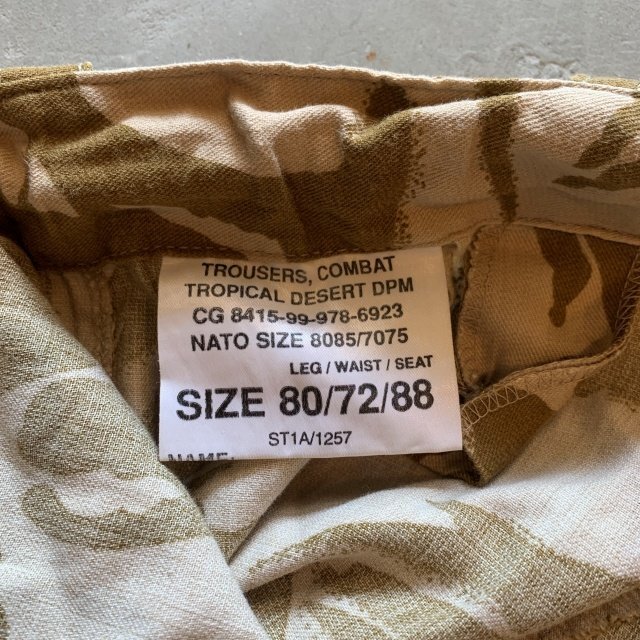 TROUSERS, COMBAT
TROPICAL DESERT DPM
CG 8415-99-978-6923
NATO SIZE 8085/7075
LEG / WAIST / SEAT
SIZE 80/72/88
ST1A/1257
NAME: